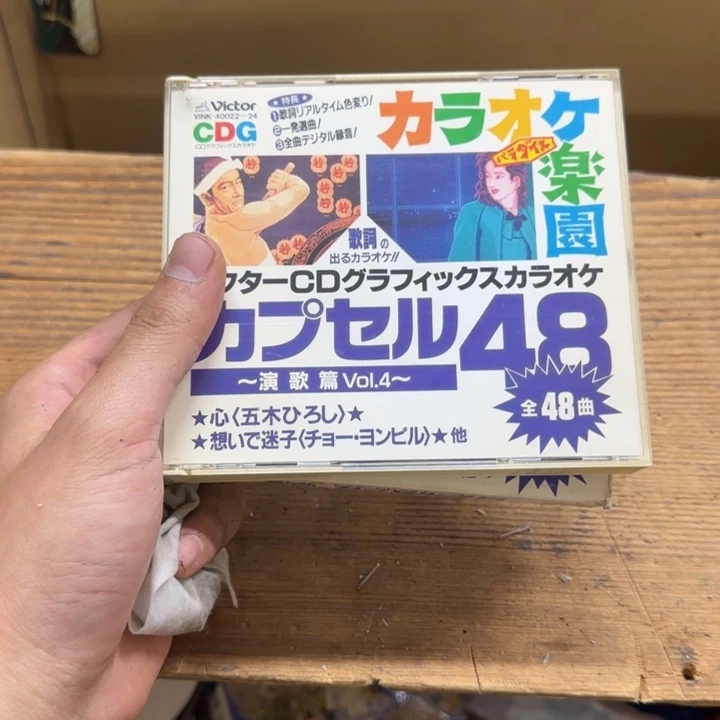 Victor
VINK-40022~24
CDG
CDグラフィックスカラオケ
★特長★
①歌詞リアルタイム色変り!
②一発選曲!
③全曲デジタル録音!
カラオケ
パラダイス
楽園
歌詞の
出るカラオケ!!
クターCDグラフィックスカラオケ
カプセル48
~演歌篇Vol.4~
全48曲
★心〈五木ひろし〉★
★想いで迷子〈チョー・ヨンピル〉★他